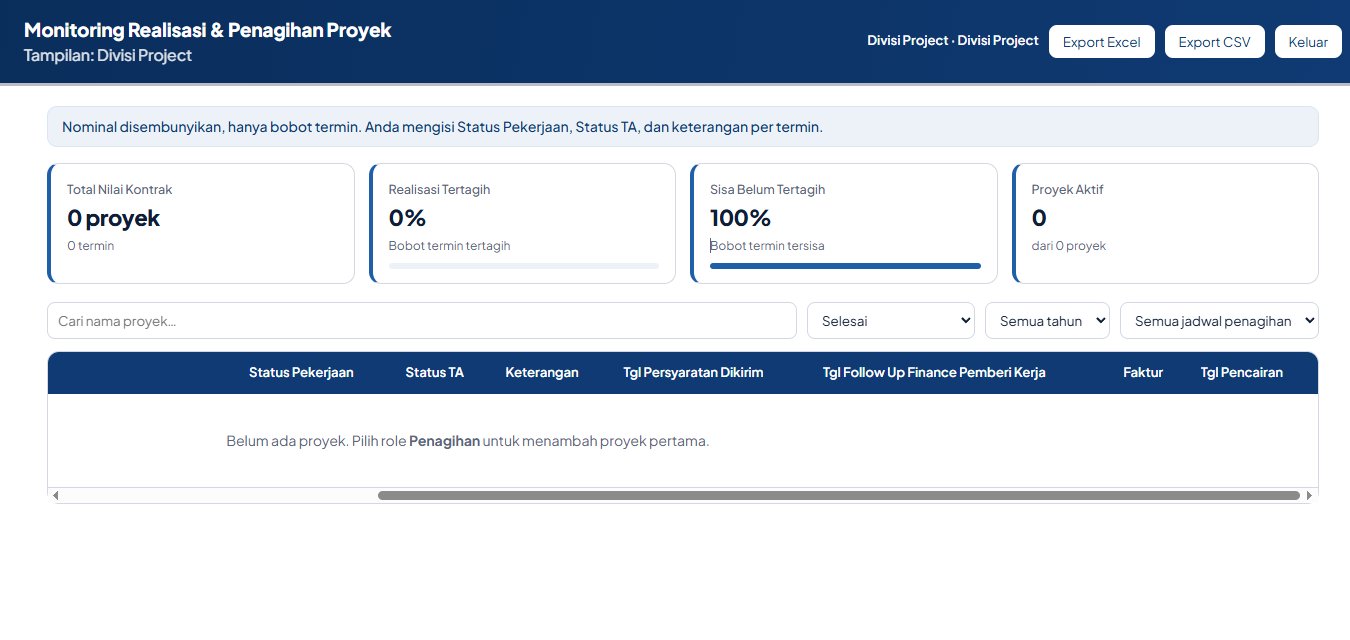 Monitoring Realisasi & Penagihan Proyek
Tampilan: Divisi Project
Divisi Project · Divisi Project
Export Excel
Export CSV
Keluar
Nominal disembunyikan, hanya bobot termin. Anda mengisi Status Pekerjaan, Status TA, dan keterangan per termin.
Total Nilai Kontrak
0 proyek
0 termin
Realisasi Tertagih
0%
Bobot termin tertagih
Sisa Belum Tertagih
100%
Bobot termin tersisa
Proyek Aktif
0
dari 0 proyek
Cari nama proyek...
Selesai
Semua tahun
Semua jadwal penagihan
Status Pekerjaan Status TA Keterangan Tgl Persyaratan Dikirim Tgl Follow Up Finance Pemberi Kerja Faktur Tgl Pencairan
Belum ada proyek. Pilih role Penagihan untuk menambah proyek pertama.